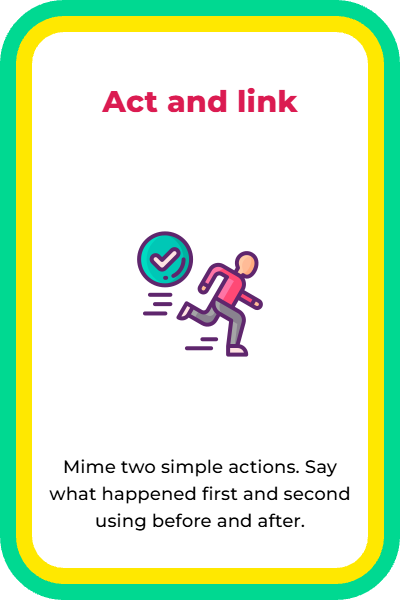 Act and link
Mime two simple actions. Say
what happened first and second
using before and after.